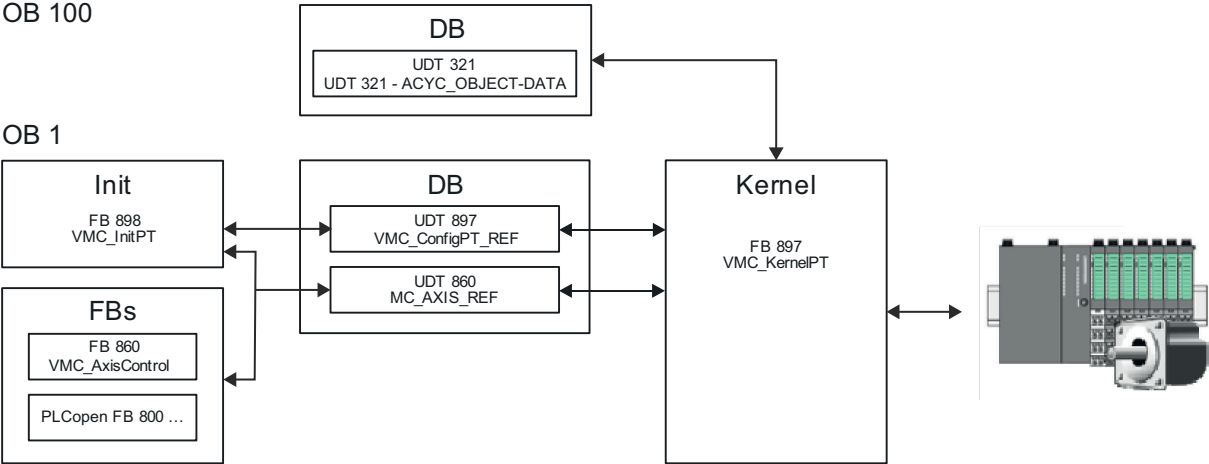 OB 100
DB
UDT 321
UDT 321 - ACYC_OBJECT-DATA
OB 1
Init
FB 898
VMC_InitPT
DB
UDT 897
VMC_ConfigPT_REF
UDT 860
MC_AXIS_REF
Kernel
FB 897
VMC_KernelPT
FBs
FB 860
VMC_AxisControl
PLCopen FB 800 …